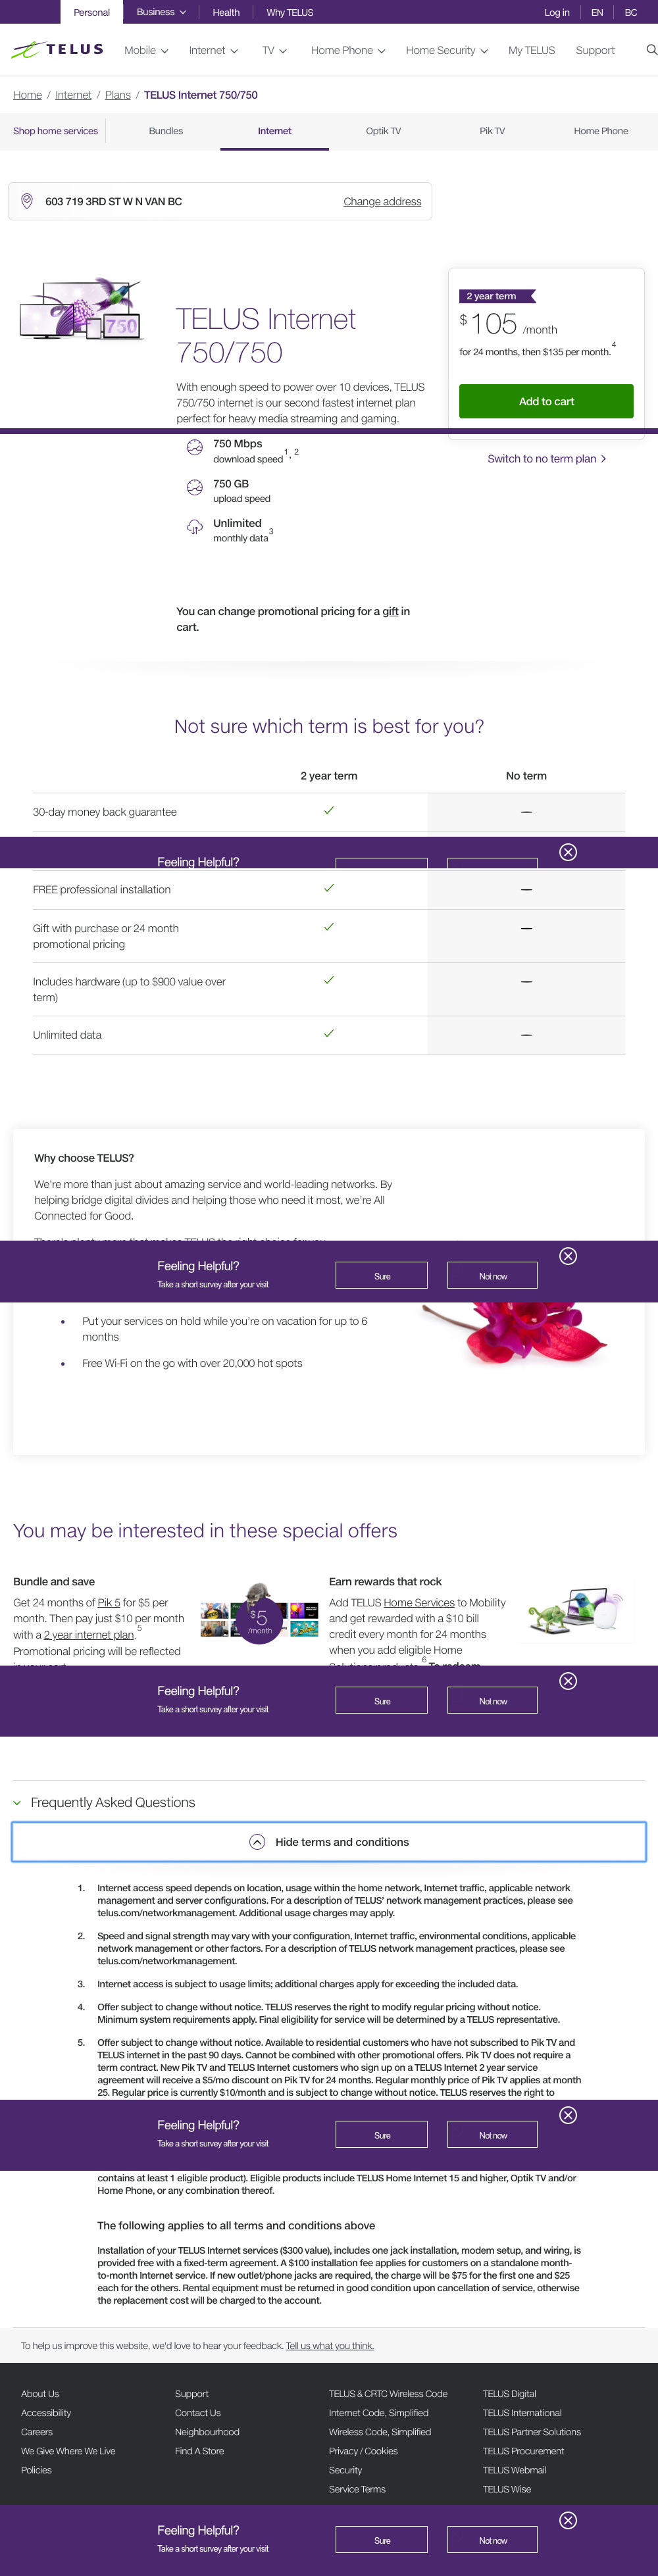 Personal
Business
Health
Why TELUS
Log in
EN
BC
TELUS
Mobile
Internet
TV
Home Phone
Home Security
My TELUS
Support
Home / Internet / Plans / TELUS Internet 750/750
Shop home services
Bundles
Internet
Optik TV
Pik TV
Home Phone
603 719 3RD ST W N VAN BC
Change address
750
TELUS Internet
750/750
With enough speed to power over 10 devices, TELUS
750/750 internet is our second fastest internet plan
perfect for heavy media streaming and gaming.
2 year term
$105 /month
for 24 months, then $135 per month.4
Add to cart
Switch to no term plan
750 Mbps
download speed1, 2
750 GB
upload speed
Unlimited
monthly data3
You can change promotional pricing for a gift in
cart.
Not sure which term is best for you?
2 year term
No term
30-day money back guarantee
Feeling Helpful?
FREE professional installation
Gift with purchase or 24 month
promotional pricing
Includes hardware (up to $900 value over
term)
Unlimited data
Why choose TELUS?
We're more than just about amazing service and world-leading networks. By
helping bridge digital divides and helping those who need it most, we're All
Connected for Good.
There's plenty more that makes TELUS the right choice for you
Feeling Helpful?
Take a short survey after your visit
Sure
Not now
• Put your services on hold while you're on vacation for up to 6
months
• Free Wi-Fi on the go with over 20,000 hot spots
You may be interested in these special offers
Bundle and save
Get 24 months of Pik 5 for $5 per
month. Then pay just $10 per month
with a 2 year internet plan.5
Promotional pricing will be reflected
in your cart
$5
/month
Earn rewards that rock
Add TELUS Home Services to Mobility
and get rewarded with a $10 bill
credit every month for 24 months
when you add eligible Home
Solutions products.6 To redeem
Feeling Helpful?
Take a short survey after your visit
Sure
Not now
Frequently Asked Questions
Hide terms and conditions
1. Internet access speed depends on location, usage within the home network, Internet traffic, applicable network
management and server configurations. For a description of TELUS' network management practices, please see
telus.com/networkmanagement. Additional usage charges may apply.
2. Speed and signal strength may vary with your configuration, Internet traffic, environmental conditions, applicable
network management or other factors. For a description of TELUS network management practices, please see
telus.com/networkmanagement.
3. Internet access is subject to usage limits; additional charges apply for exceeding the included data.
4. Offer subject to change without notice. TELUS reserves the right to modify regular pricing without notice.
Minimum system requirements apply. Final eligibility for service will be determined by a TELUS representative.
5. Offer subject to change without notice. Available to residential customers who have not subscribed to Pik TV and
TELUS internet in the past 90 days. Cannot be combined with other promotional offers. Pik TV does not require a
term contract. New Pik TV and TELUS Internet customers who sign up on a TELUS Internet 2 year service
agreement will receive a $5/mo discount on Pik TV for 24 months. Regular monthly price of Pik TV applies at month
25. Regular price is currently $10/month and is subject to change without notice. TELUS reserves the right to
Feeling Helpful?
Take a short survey after your visit
Sure
Not now
contains at least 1 eligible product). Eligible products include TELUS Home Internet 15 and higher, Optik TV and/or
Home Phone, or any combination thereof.
The following applies to all terms and conditions above
Installation of your TELUS Internet services ($300 value), includes one jack installation, modem setup, and wiring, is
provided free with a fixed-term agreement. A $100 installation fee applies for customers on a standalone month-
to-month Internet service. If new outlet/phone jacks are required, the charge will be $75 for the first one and $25
each for the others. Rental equipment must be returned in good condition upon cancellation of service, otherwise
the replacement cost will be charged to the account.
To help us improve this website, we'd love to hear your feedback. Tell us what you think.
About Us
Accessibility
Careers
We Give Where We Live
Policies
Support
Contact Us
Neighbourhood
Find A Store
TELUS & CRTC Wireless Code
Internet Code, Simplified
Wireless Code, Simplified
Privacy / Cookies
Security
Service Terms
TELUS Digital
TELUS International
TELUS Partner Solutions
TELUS Procurement
TELUS Webmail
TELUS Wise
Feeling Helpful?
Take a short survey after your visit
Sure
Not now